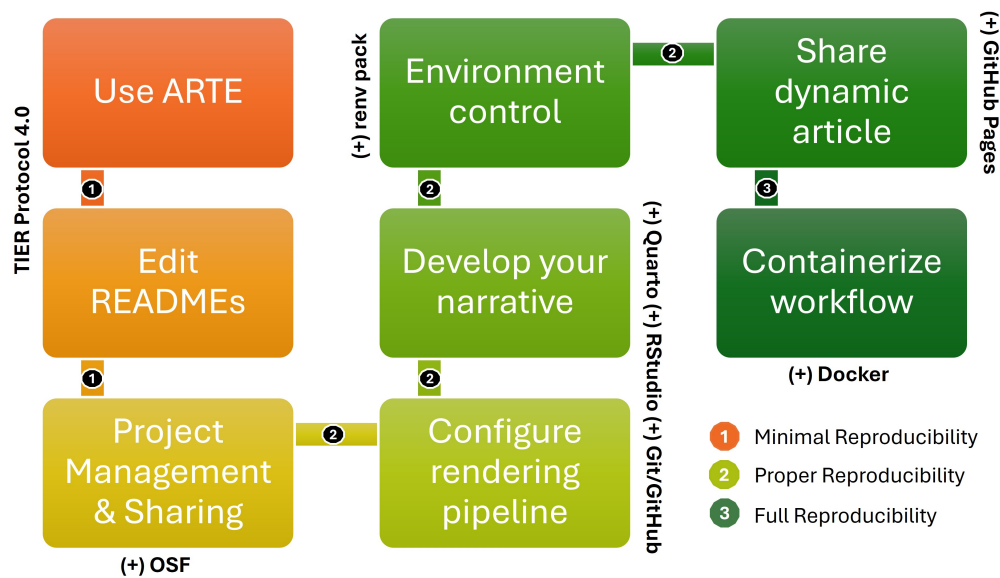 TIER Protocol 4.0
Use ARTE
1
Edit
READMEs
1
Project
Management
& Sharing
(+) OSF
2
Configure
rendering
pipeline
2
Develop your
narrative
(+) Quarto (+) RStudio (+) Git/GitHub
2
Environment
control
(+) renv pack
2
Share
dynamic
article
(+) GitHub Pages
3
Containerize
workflow
(+) Docker
1 Minimal Reproducibility
2 Proper Reproducibility
3 Full Reproducibility